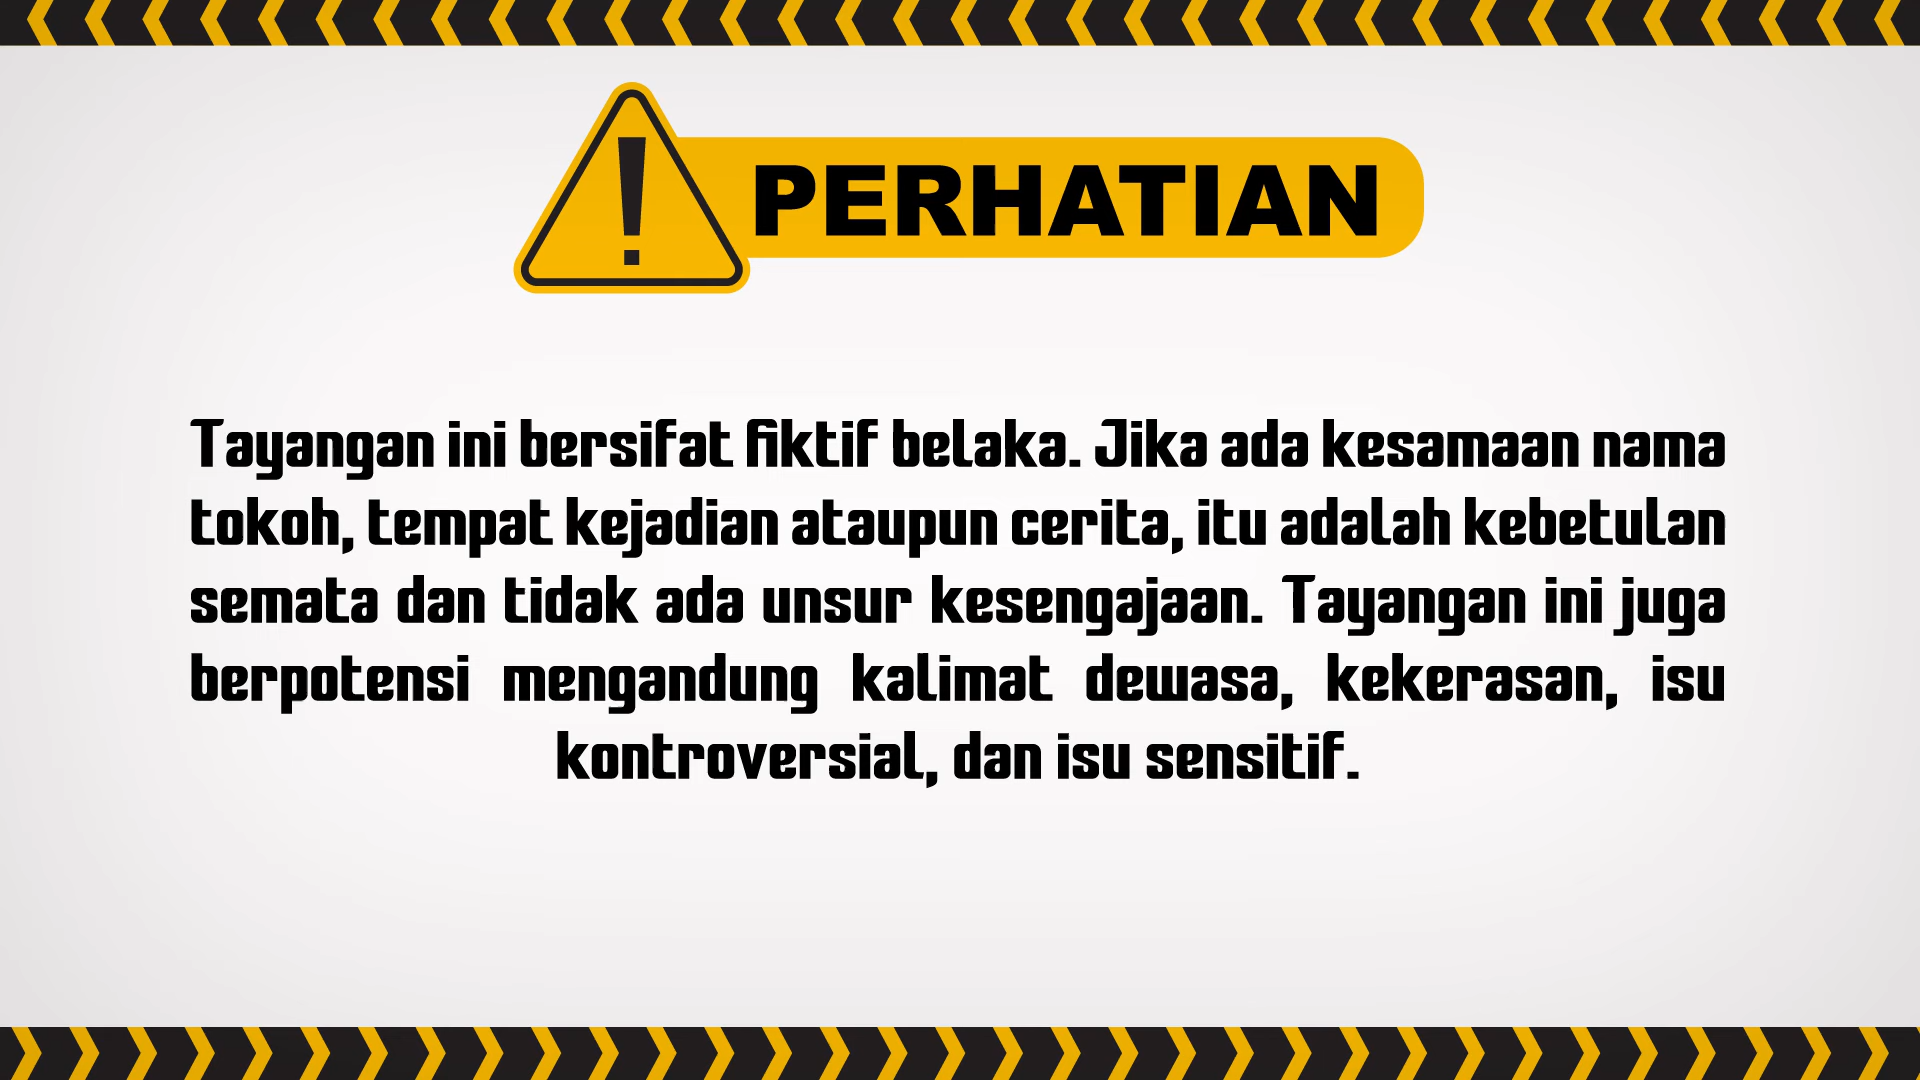 PERHATIAN
Tayangan ini bersifat fiktif belaka. Jika ada kesamaan nama
tokoh, tempat kejadian ataupun cerita, itu adalah kebetulan
semata dan tidak ada unsur kesengajaan. Tayangan ini juga
berpotensi mengandung kalimat dewasa, kekerasan, isu
kontroversial, dan isu sensitif.